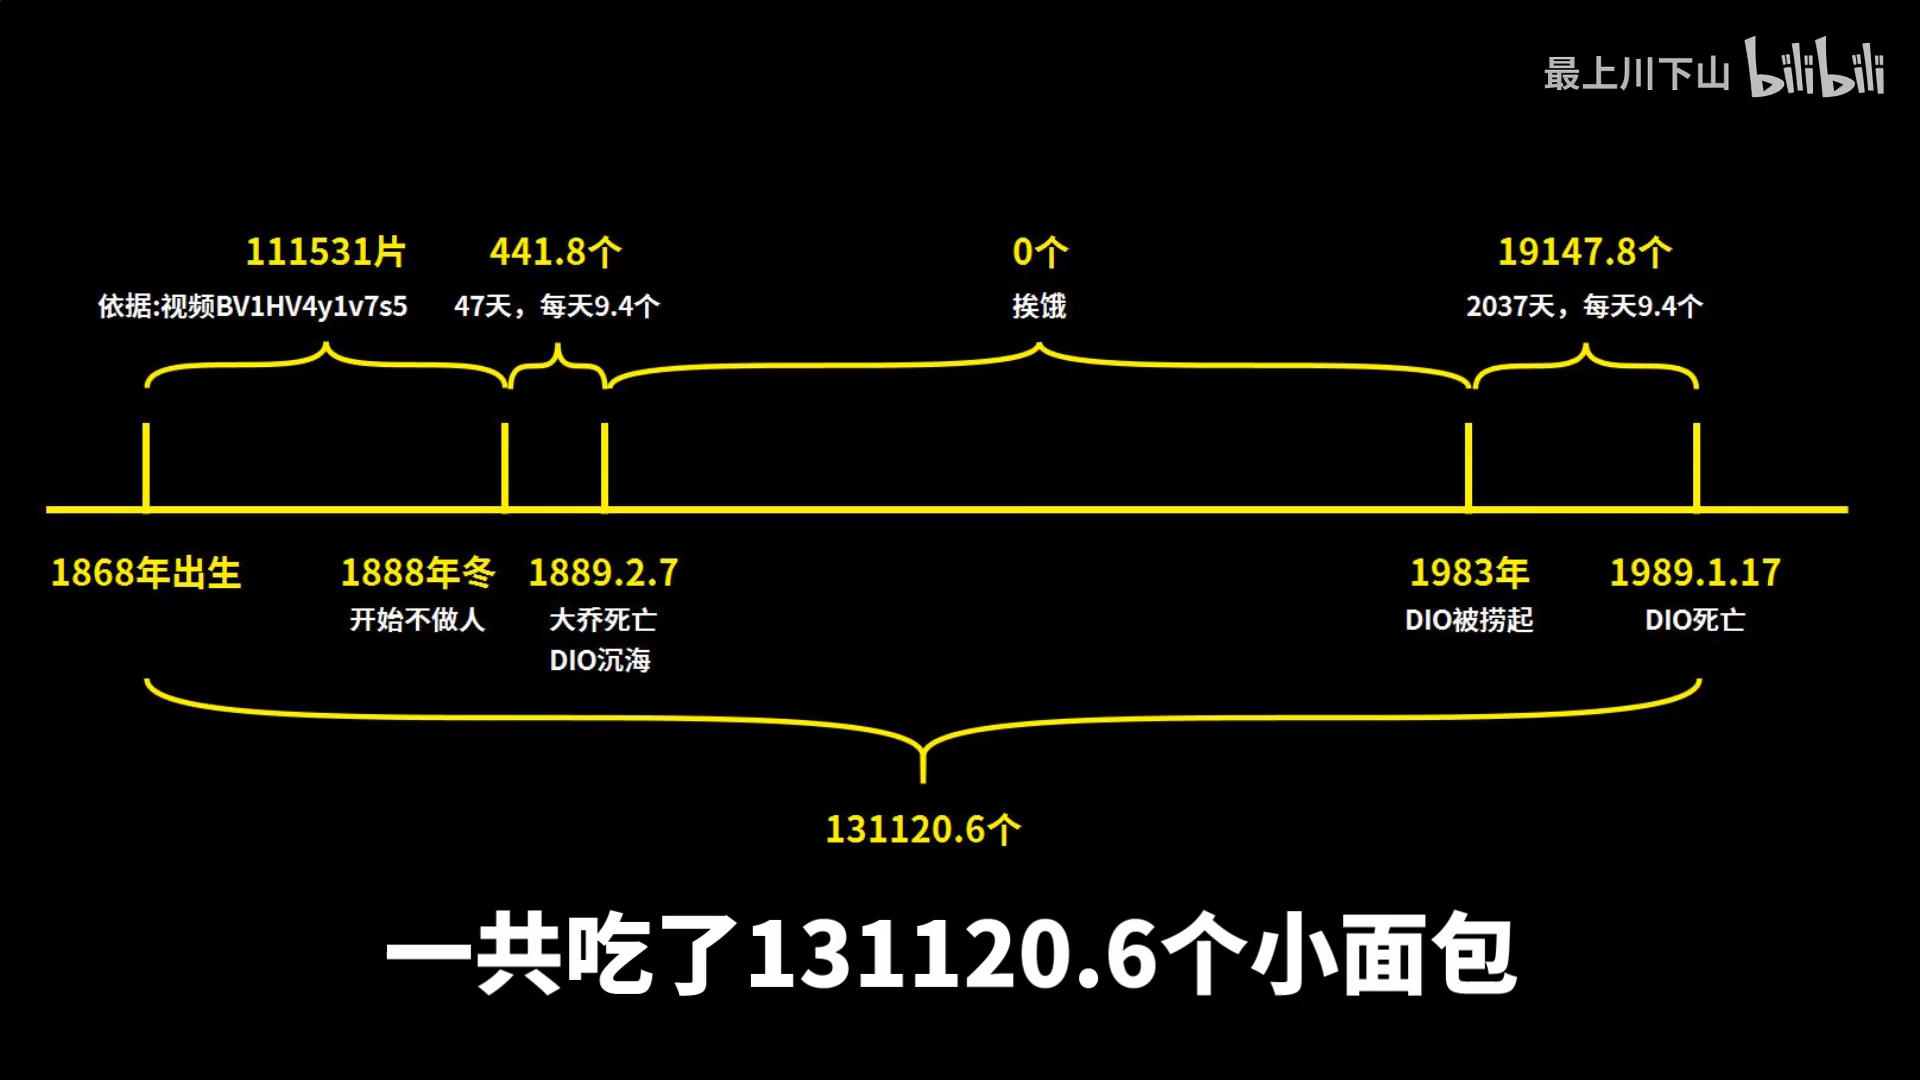 最上川下山 bilibili
111531片 441.8个 0个 19147.8个
依据:视频BV1HV4y1v7s5 47天，每天9.4个 挨饿 2037天，每天9.4个
1868年出生 1888年冬 1889.2.7 1983年 1989.1.17
开始不做人 大乔死亡 DIO被捞起 DIO死亡
DIO沉海
131120.6个
一共吃了131120.6个小面包